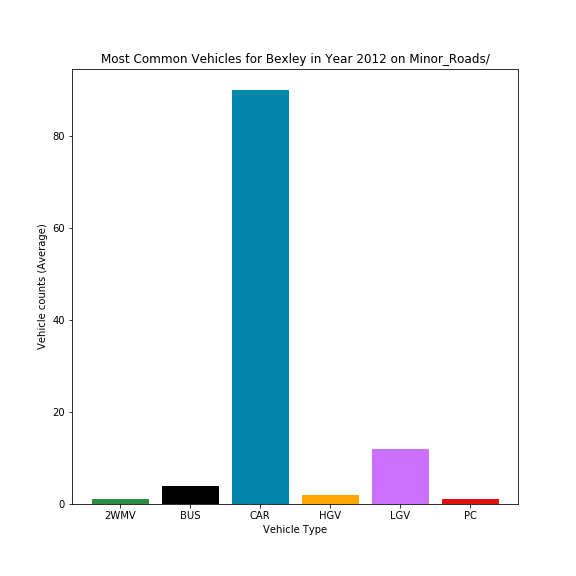 Most Common Vehicles for Bexley in Year 2012 on Minor_Roads/
Vehicle counts (Average)
80
60
40
20
0
2WMV BUS CAR HGV LGV PC
Vehicle Type